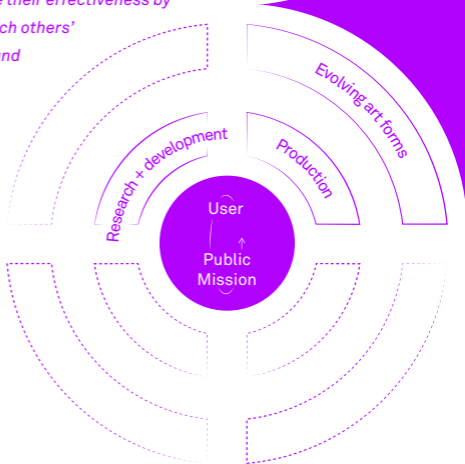 their effectiveness by
ch others'
nd
Evolving art forms
Research + development
Production
User
Public
Mission